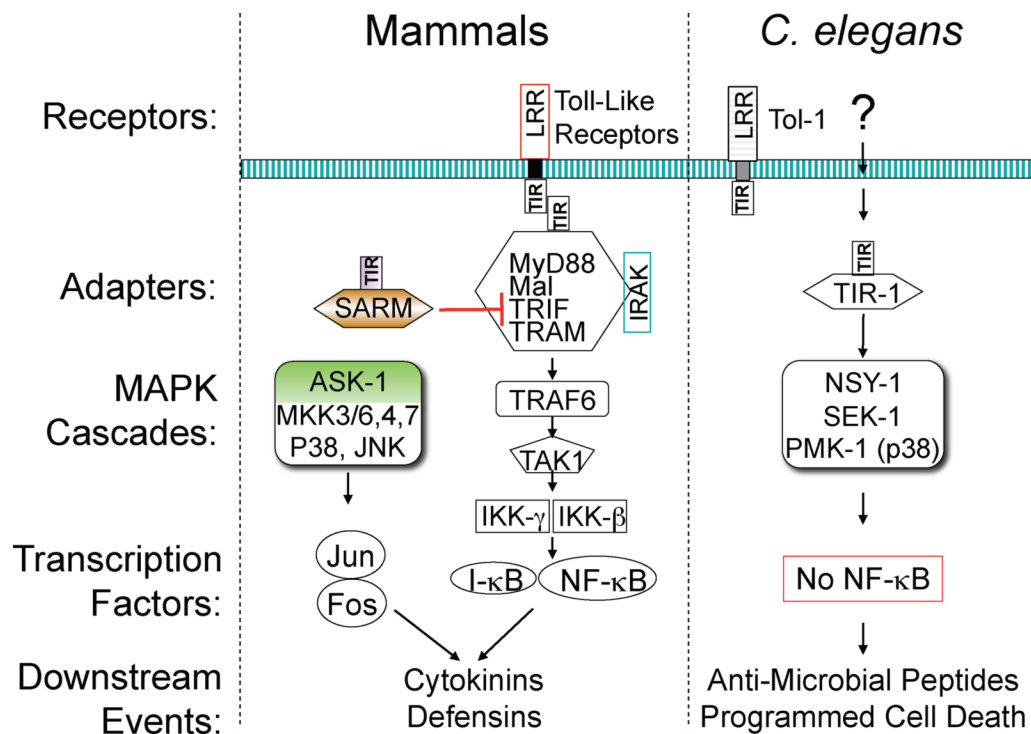 Mammals
C. elegans
Receptors:
LRR
Toll-Like
Receptors
TIR
LRR
Tol-1
?
TIR
Adapters:
TIR
SARM
TIR
MyD88
Mal
TRIF
TRAM
IRAK
TIR
TIR-1
MAPK
Cascades:
ASK-1
MKK3/6,4,7
P38, JNK
TRAF6
TAK1
IKK-γ
IKK-β
NSY-1
SEK-1
PMK-1 (p38)
Transcription
Factors:
Jun
Fos
I-κB
NF-κB
No NF-κB
Downstream
Events:
Cytokinins
Defensins
Anti-Microbial Peptides
Programmed Cell Death